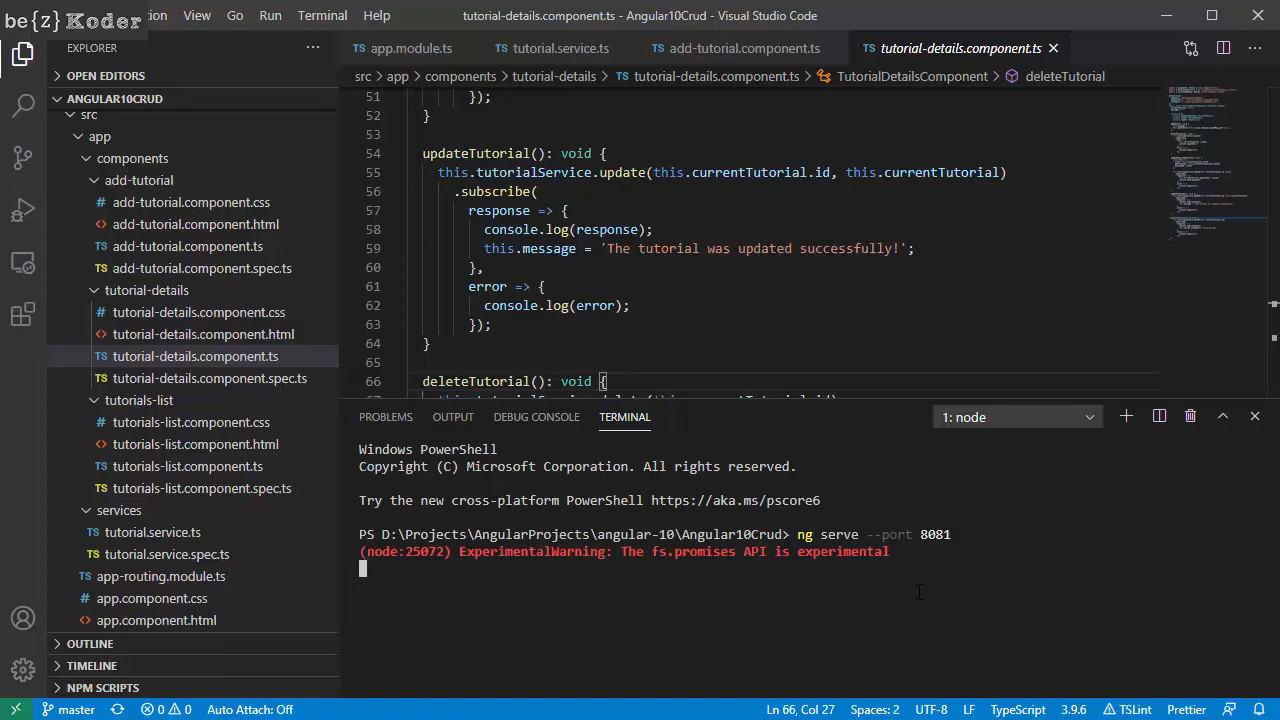 be{z} Koder
tion View Go Run Terminal Help tutorial-details.component.ts - Angular10Crud - Visual Studio Code
EXPLORER
OPEN EDITORS
ANGULAR10CRUD
src
app
components
add-tutorial
add-tutorial.component.css
add-tutorial.component.html
add-tutorial.component.ts
add-tutorial.component.spec.ts
tutorial-details
tutorial-details.component.css
tutorial-details.component.html
tutorial-details.component.ts
tutorial-details.component.spec.ts
tutorials-list
tutorials-list.component.css
tutorials-list.component.html
tutorials-list.component.ts
tutorials-list.component.spec.ts
services
tutorial.service.ts
tutorial.service.spec.ts
app-routing.module.ts
app.component.css
app.component.html
OUTLINE
TIMELINE
NPM SCRIPTS
TS app.module.ts TS tutorial.service.ts TS add-tutorial.component.ts TS tutorial-details.component.ts
src > app > components > tutorial-details > TS tutorial-details.component.ts > TutorialDetailsComponent > deleteTutorial
51 });
52 }
53
54 updateTutorial(): void {
55 this.tutorialService.update(this.currentTutorial.id, this.currentTutorial)
56 .subscribe(
57 response => {
58 console.log(response);
59 this.message = 'The tutorial was updated successfully!';
60 },
61 error => {
62 console.log(error);
63 });
64 }
65
66 deleteTutorial(): void {
67 this.tutorialService.delete(this.currentTutorial.id)
PROBLEMS OUTPUT DEBUG CONSOLE TERMINAL 1: node
Windows PowerShell
Copyright (C) Microsoft Corporation. All rights reserved.
Try the new cross-platform PowerShell https://aka.ms/pscore6
PS D:\Projects\AngularProjects\angular-10\Angular10Crud> ng serve --port 8081
(node:25072) ExperimentalWarning: The fs.promises API is experimental
master 0 0 Auto Attach: Off Ln 66, Col 27 Spaces: 2 UTF-8 LF TypeScript 3.9.6 TSLint Prettier